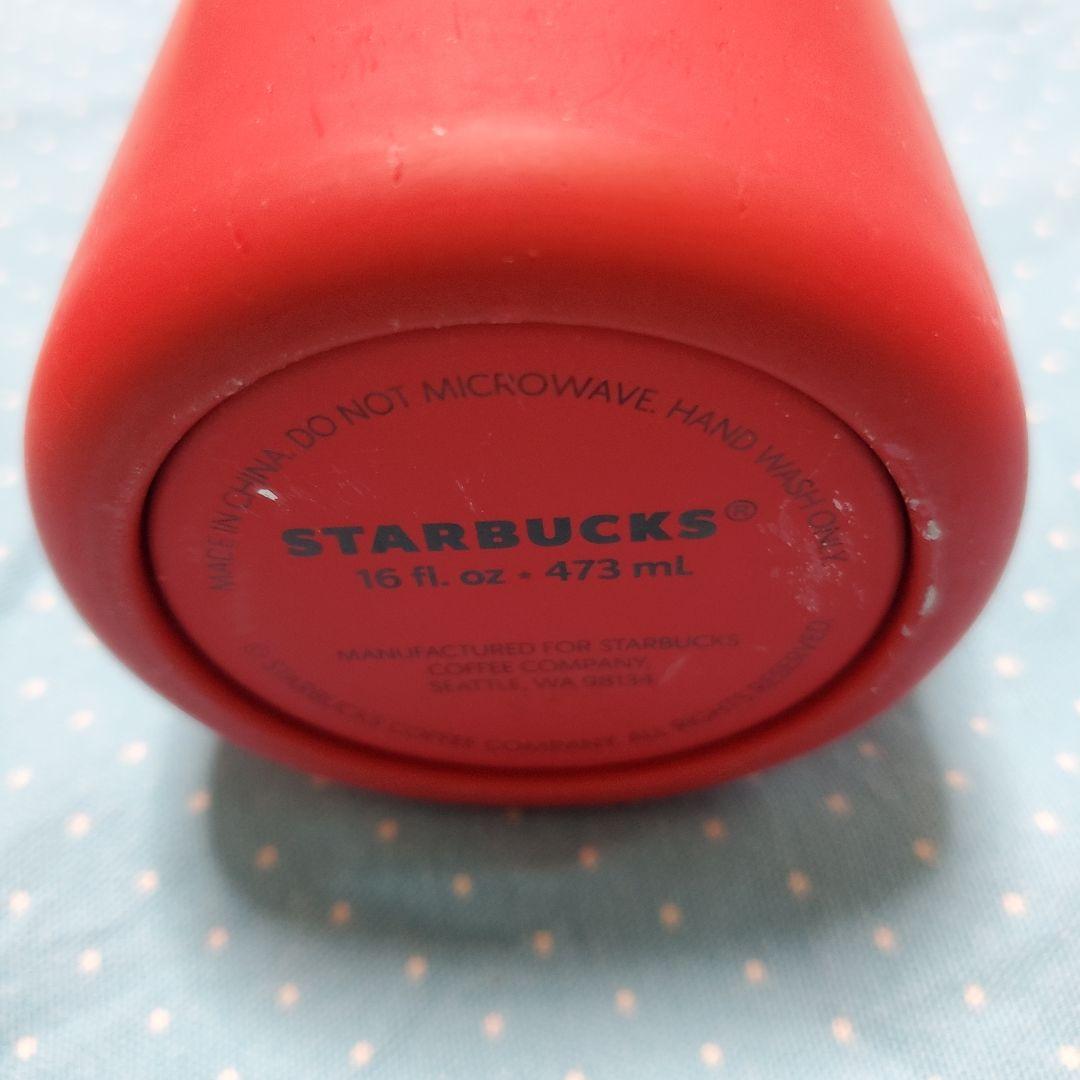 MADE IN CHINA. DO NOT MICROWAVE. HAND WASH ONLY.
STARBUCKS®
16 fl. oz • 473 mL
MANUFACTURED FOR STARBUCKS
COFFEE COMPANY,
SEATTLE, WA 98134
© STARBUCKS COFFEE COMPANY. ALL RIGHTS RESERVED.